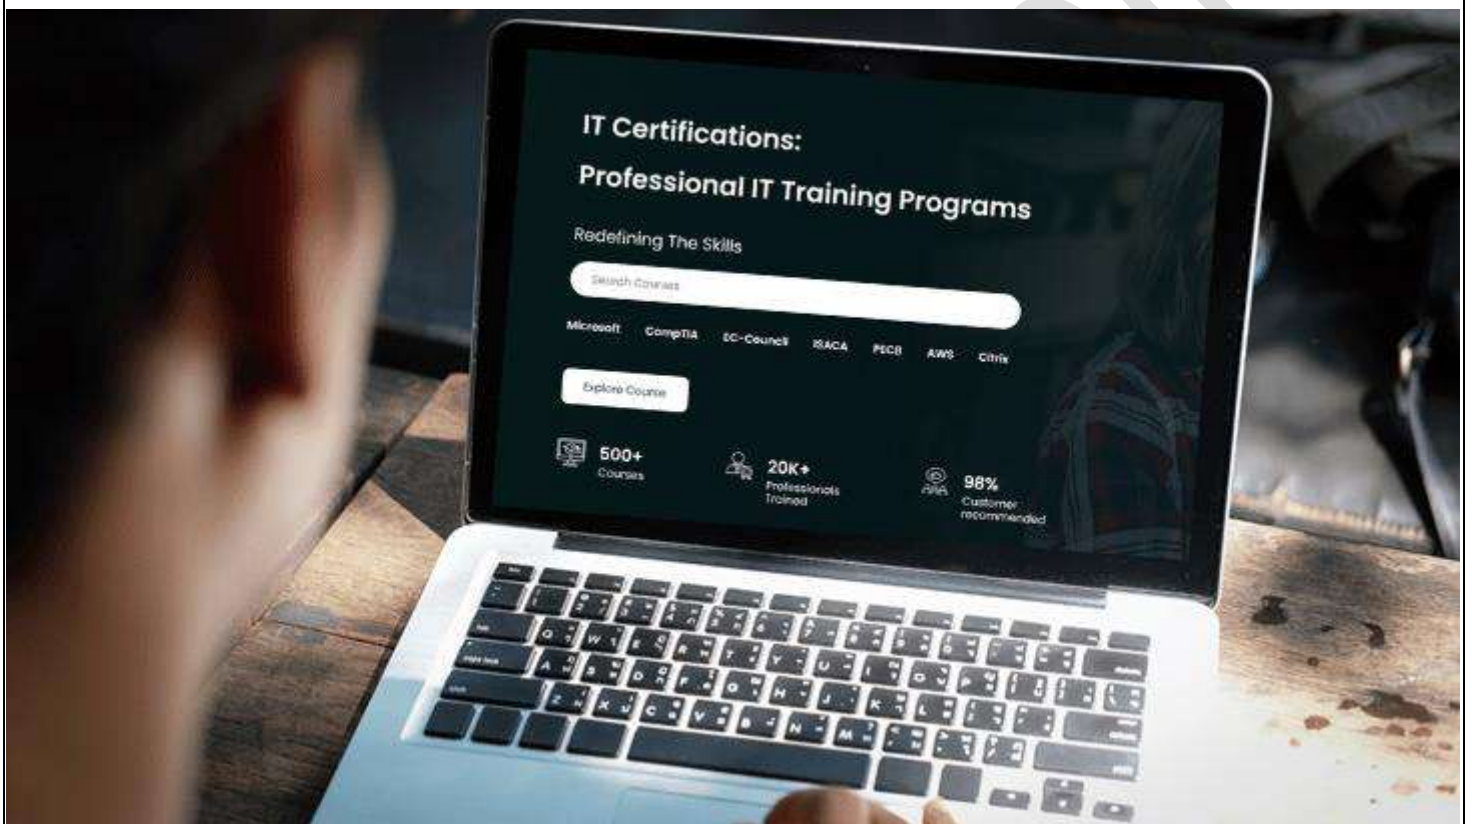 IT Certifications:
Professional IT Training Programs
Redefining The Skills
Search Courses
Microsoft CompTIA EC-Council ISACA PECB AWS Citrix
Explore Course
500+
Courses
20K+
Professionals
Trained
98%
Customer
recommended